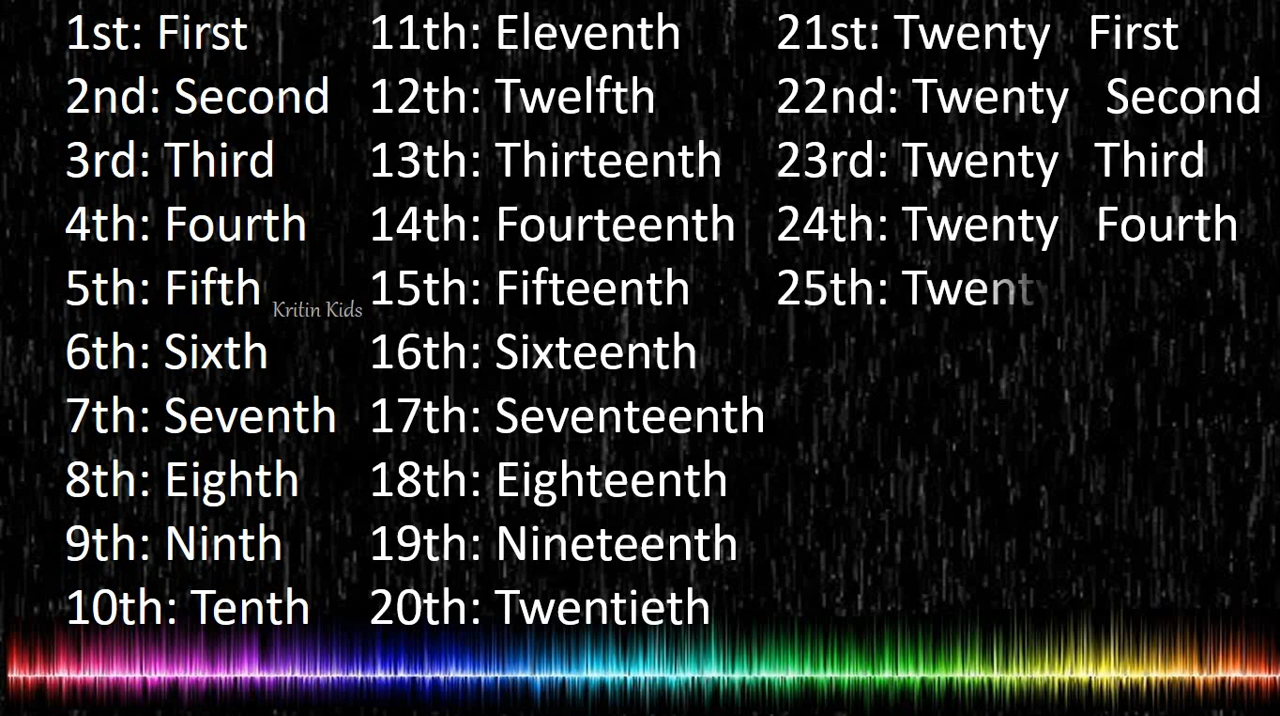 1st: First
2nd: Second
3rd: Third
4th: Fourth
5th: Fifth
6th: Sixth
7th: Seventh
8th: Eighth
9th: Ninth
10th: Tenth
Kritin Kids
11th: Eleventh
12th: Twelfth
13th: Thirteenth
14th: Fourteenth
15th: Fifteenth
16th: Sixteenth
17th: Seventeenth
18th: Eighteenth
19th: Nineteenth
20th: Twentieth
21st: Twenty First
22nd: Twenty Second
23rd: Twenty Third
24th: Twenty Fourth
25th: Twenty